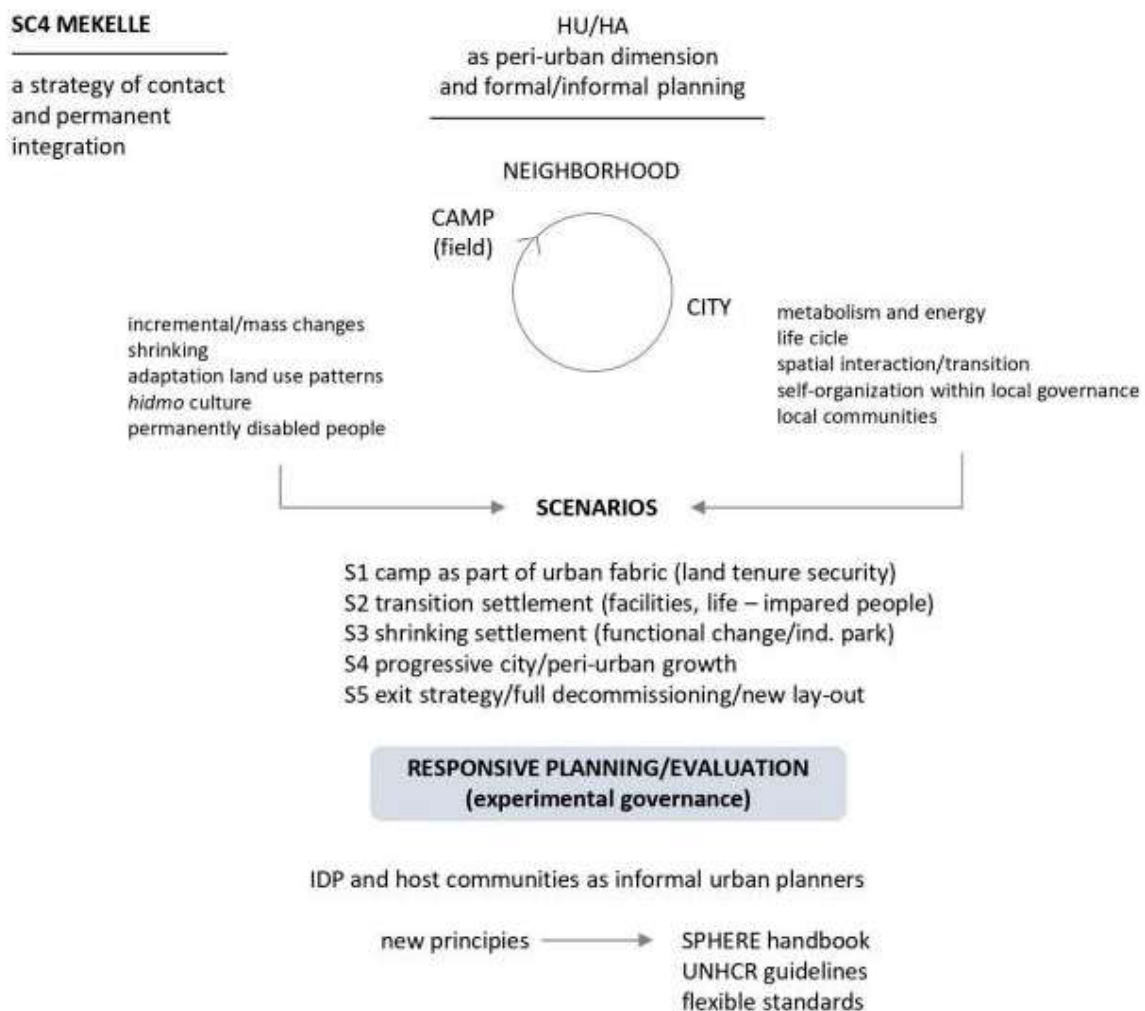 SC4 MEKELLE
a strategy of contact
and permanent
integration
HU/HA
as peri-urban dimension
and formal/informal planning
NEIGHBORHOOD
CAMP
(field)
CITY
incremental/mass changes
shrinking
adaptation land use patterns
hidmo culture
permanently disabled people
metabolism and energy
life cicle
spatial interaction/transition
self-organization within local governance
local communities
SCENARIOS
S1 camp as part of urban fabric (land tenure security)
S2 transition settlement (facilities, life – impared people)
S3 shrinking settlement (functional change/ind. park)
S4 progressive city/peri-urban growth
S5 exit strategy/full decommissioning/new lay-out
RESPONSIVE PLANNING/EVALUATION
(experimental governance)
IDP and host communities as informal urban planners
new principies
SPHERE handbook
UNHCR guidelines
flexible standards